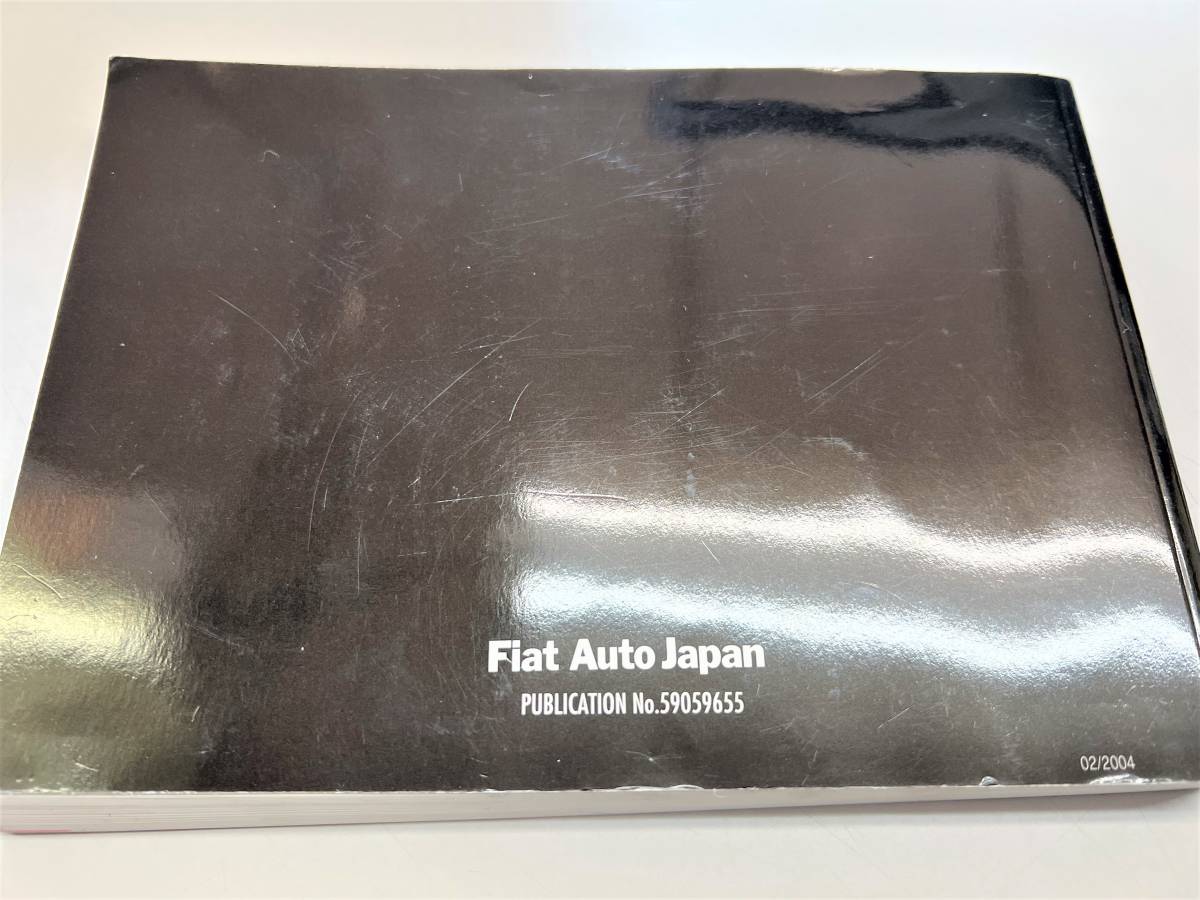 Fiat Auto Japan
PUBLICATION No.59059655
02/2004